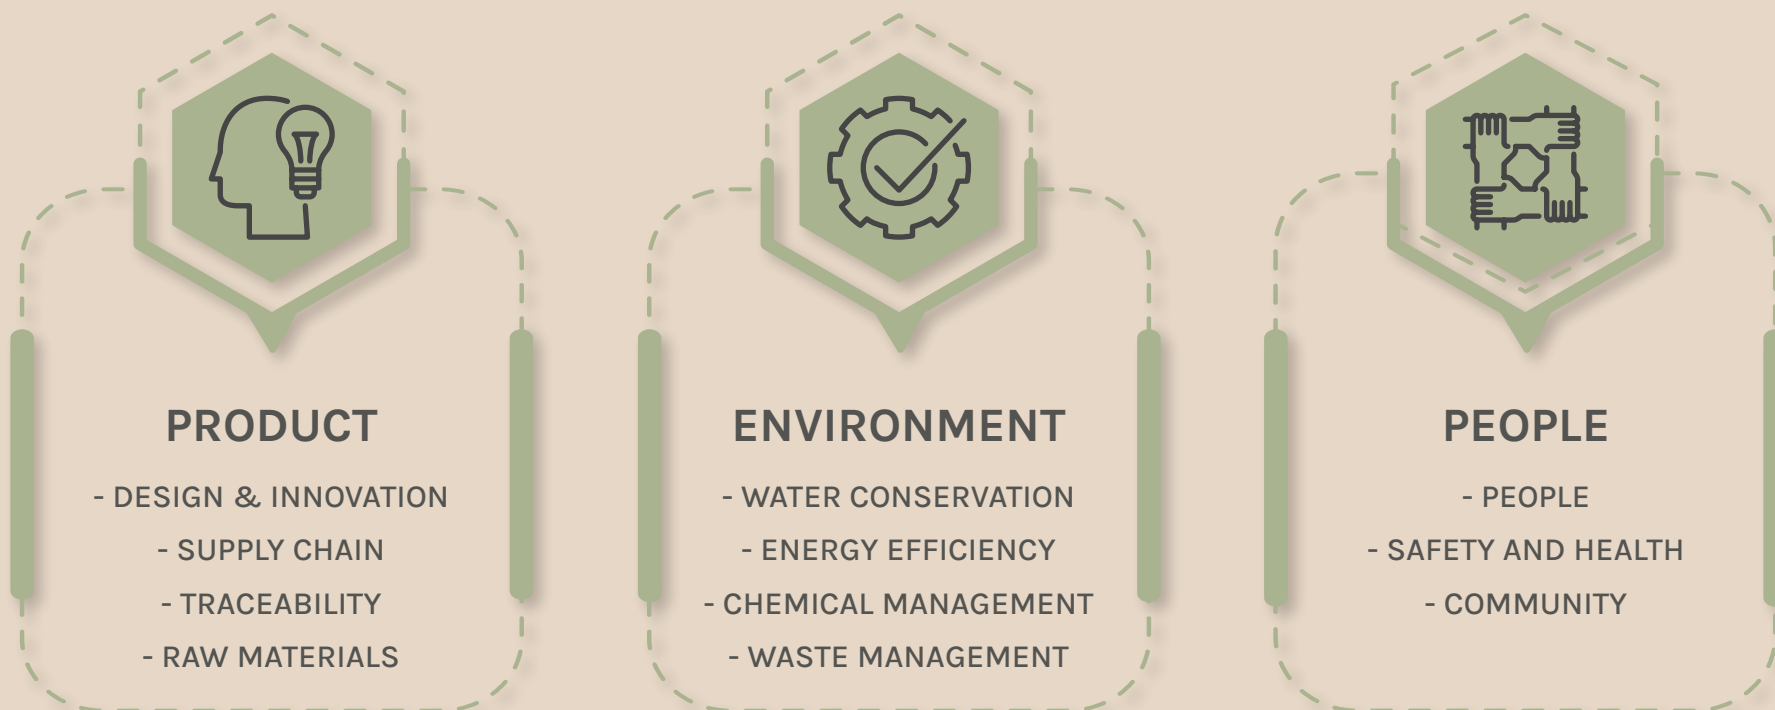 PRODUCT
- DESIGN & INNOVATION
- SUPPLY CHAIN
- TRACEABILITY
- RAW MATERIALS
ENVIRONMENT
- WATER CONSERVATION
- ENERGY EFFICIENCY
- CHEMICAL MANAGEMENT
- WASTE MANAGEMENT
PEOPLE
- PEOPLE
- SAFETY AND HEALTH
- COMMUNITY